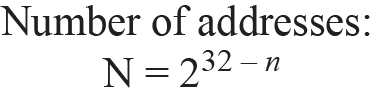 Number of addresses:
N = 2^{32 – n}